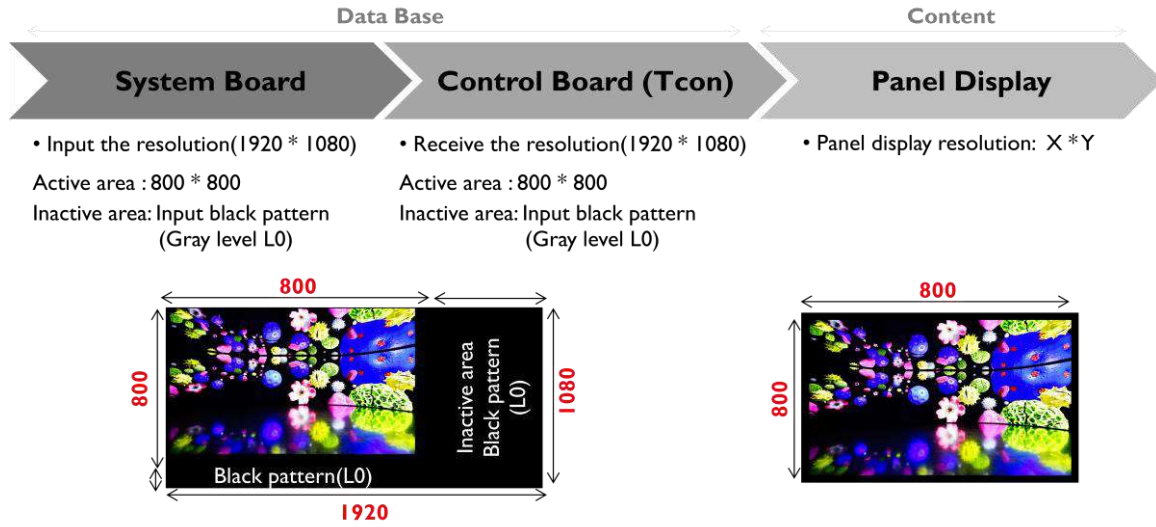 Data Base
Content
System Board
Control Board (Tcon)
Panel Display
• Input the resolution(1920 * 1080)
Active area : 800 * 800
Inactive area: Input black pattern
(Gray level L0)
• Receive the resolution(1920 * 1080)
Active area : 800 * 800
Inactive area: Input black pattern
(Gray level L0)
• Panel display resolution: X * Y
800
800
Inactive area
Black pattern
(L0)
1080
Black pattern(L0)
1920
800
800